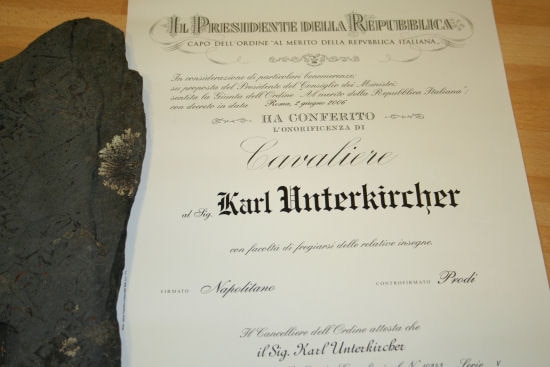 IL PRESIDENTE DELLA REPUBBLICA
CAPO DELL'ORDINE "AL MERITO DELLA REPVBBLICA ITALIANA"
In considerazione di particolari benemerenze;
su proposta del Presidente del Consiglio dei Ministri;
sentita la Giunta dell'Ordine "Al merito della Repubblica Italiana";
con decreto in data Roma, 2 giugno 2006
HA CONFERITO
L'ONORIFICENZA DI
Cavaliere
al Sig. Karl Unterkircher
con facoltà di fregiarsi delle relative insegne.
FIRMATO Napolitano CONTROFIRMATO Prodi
Il Cancelliere dell'Ordine attesta che
il Sig. Karl Unterkircher
Serie V